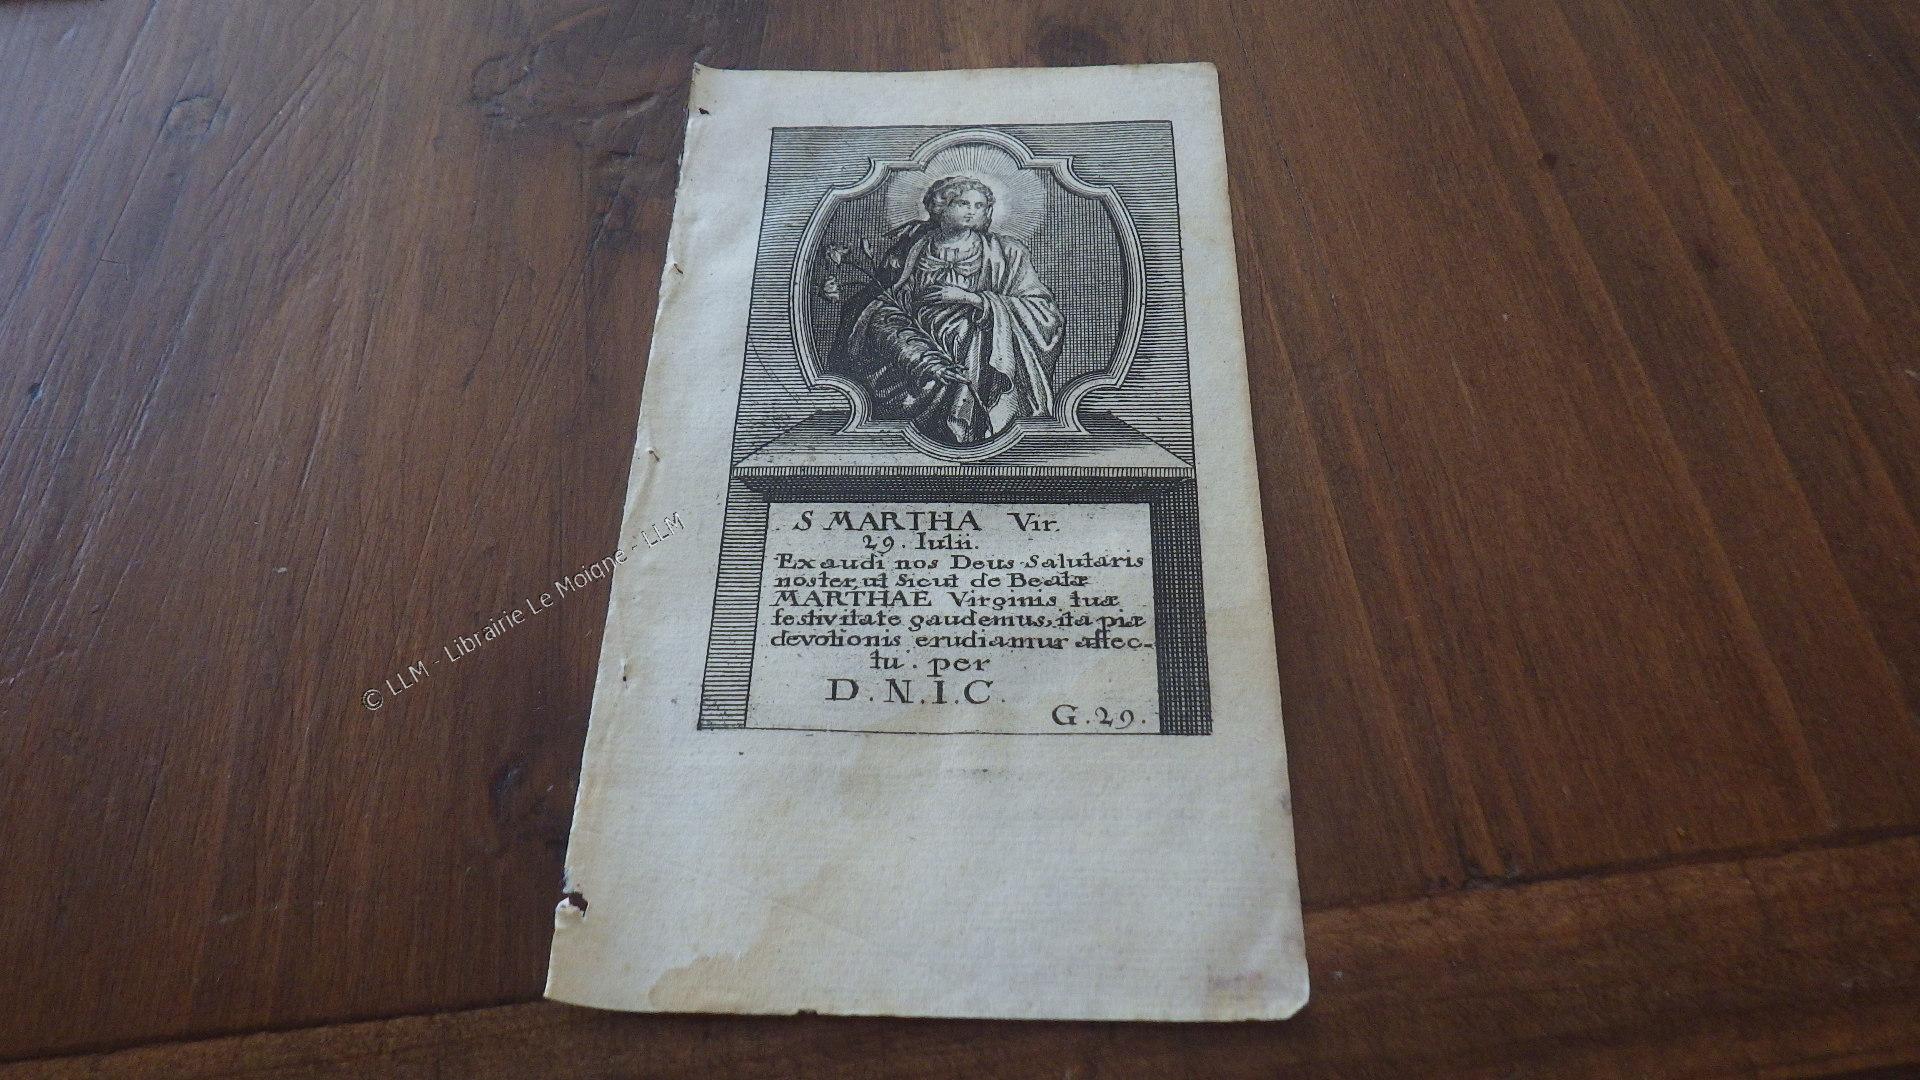 S MARTHA Vir.
29. Iulii.
Exaudi nos Deus Salutaris
noster, ut Sicut de Beatæ
MARTHAE Virginis tuæ
festivitate gaudemus, ita piæ
devotionis erudiamur æffec-
tu. per
D. N. I. C.
G. 29.
© LLM - Librairie Le Moigne - LLM